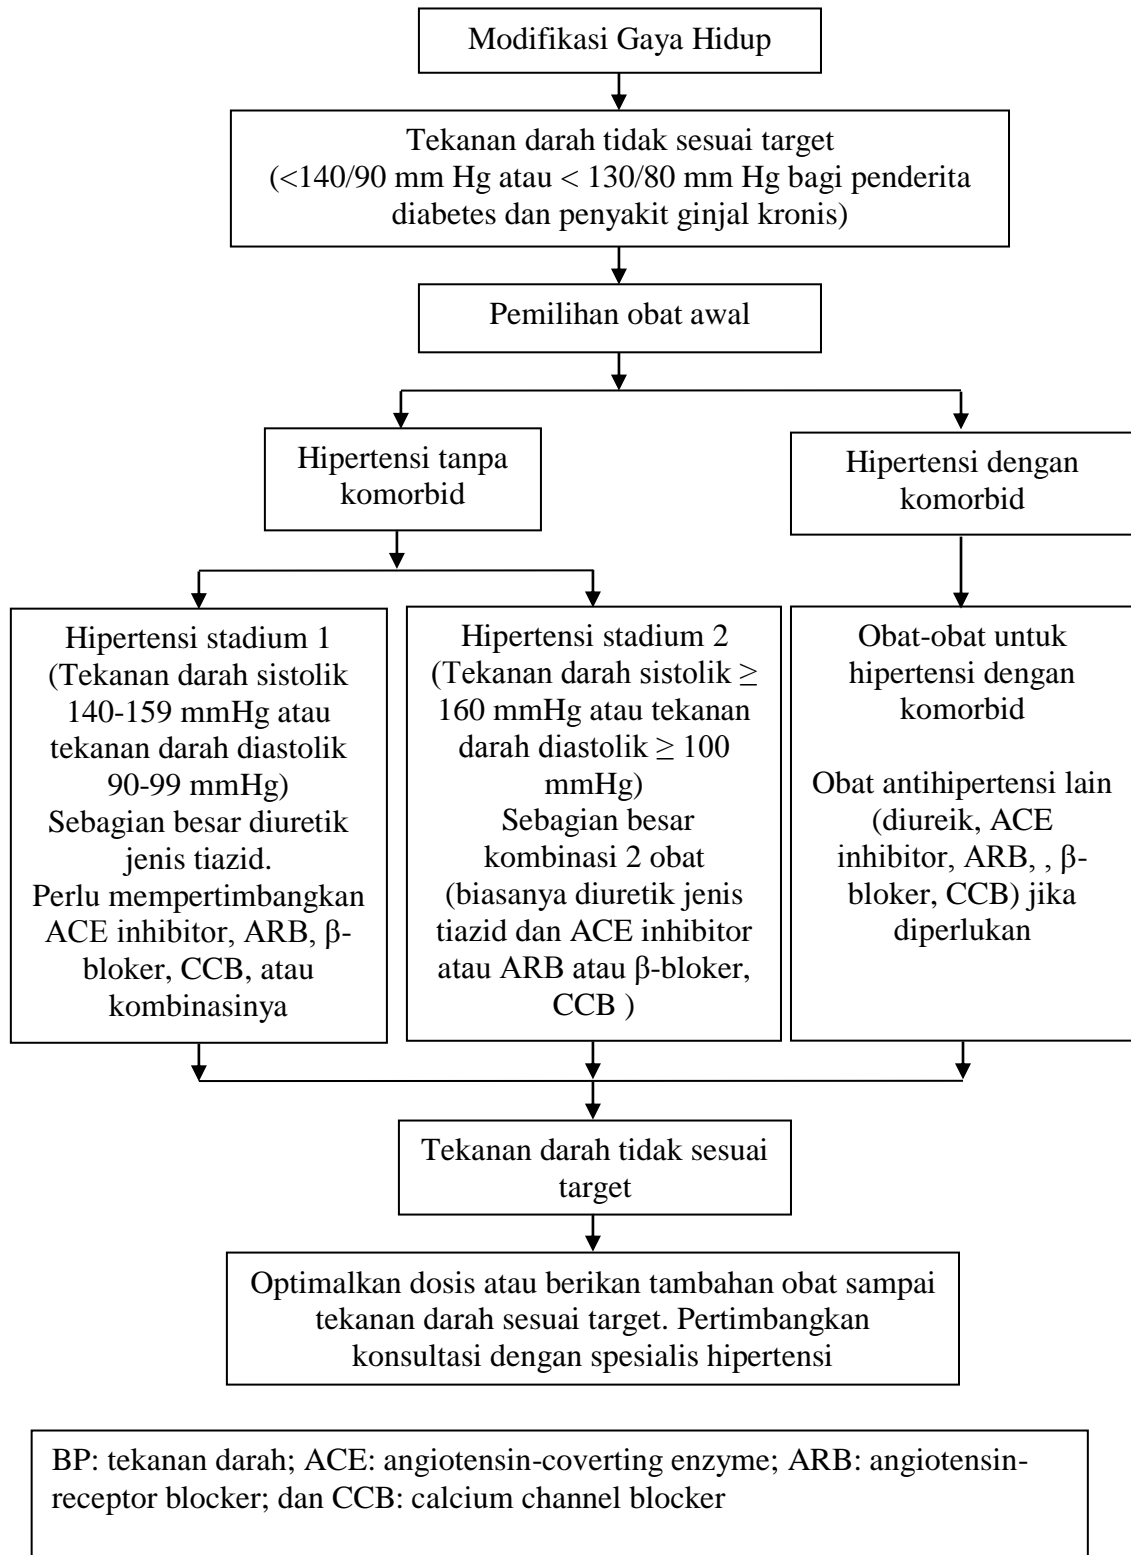 Modifikasi Gaya Hidup
Tekanan darah tidak sesuai target
(<140/90 mm Hg atau < 130/80 mm Hg bagi penderita
diabetes dan penyakit ginjal kronis)
Pemilihan obat awal
Hipertensi tanpa
komorbid
Hipertensi dengan
komorbid
Hipertensi stadium 1
(Tekanan darah sistolik
140-159 mmHg atau
tekanan darah diastolik
90-99 mmHg)
Sebagian besar diuretik
jenis tiazid.
Perlu mempertimbangkan
ACE inhibitor, ARB, β-
bloker, CCB, atau
kombinasinya
Hipertensi stadium 2
(Tekanan darah sistolik ≥
160 mmHg atau tekanan
darah diastolik ≥ 100
mmHg)
Sebagian besar
kombinasi 2 obat
(biasanya diuretik jenis
tiazid dan ACE inhibitor
atau ARB atau β-bloker,
CCB )
Obat-obat untuk
hipertensi dengan
komorbid
Obat antihipertensi lain
(diureik, ACE
inhibitor, ARB, , β-
bloker, CCB) jika
diperlukan
Tekanan darah tidak sesuai
target
Optimalkan dosis atau berikan tambahan obat sampai
tekanan darah sesuai target. Pertimbangkan
konsultasi dengan spesialis hipertensi
BP: tekanan darah; ACE: angiotensin-coverting enzyme; ARB: angiotensin-
receptor blocker; dan CCB: calcium channel blocker